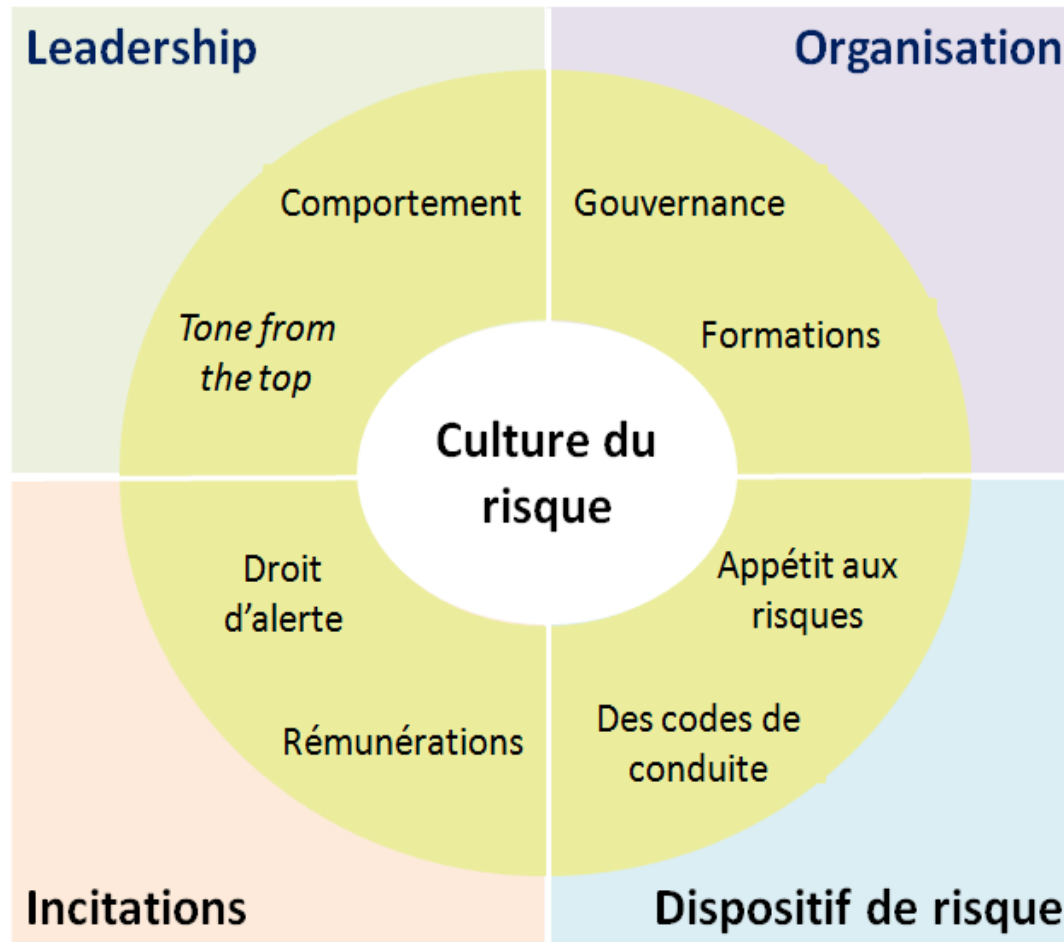 Leadership
Organisation
Comportement
Gouvernance
Tone from
the top
Formations
Culture du
risque
Droit
d’alerte
Appétit aux
risques
Rémunérations
Des codes de
conduite
Incitations
Dispositif de risque